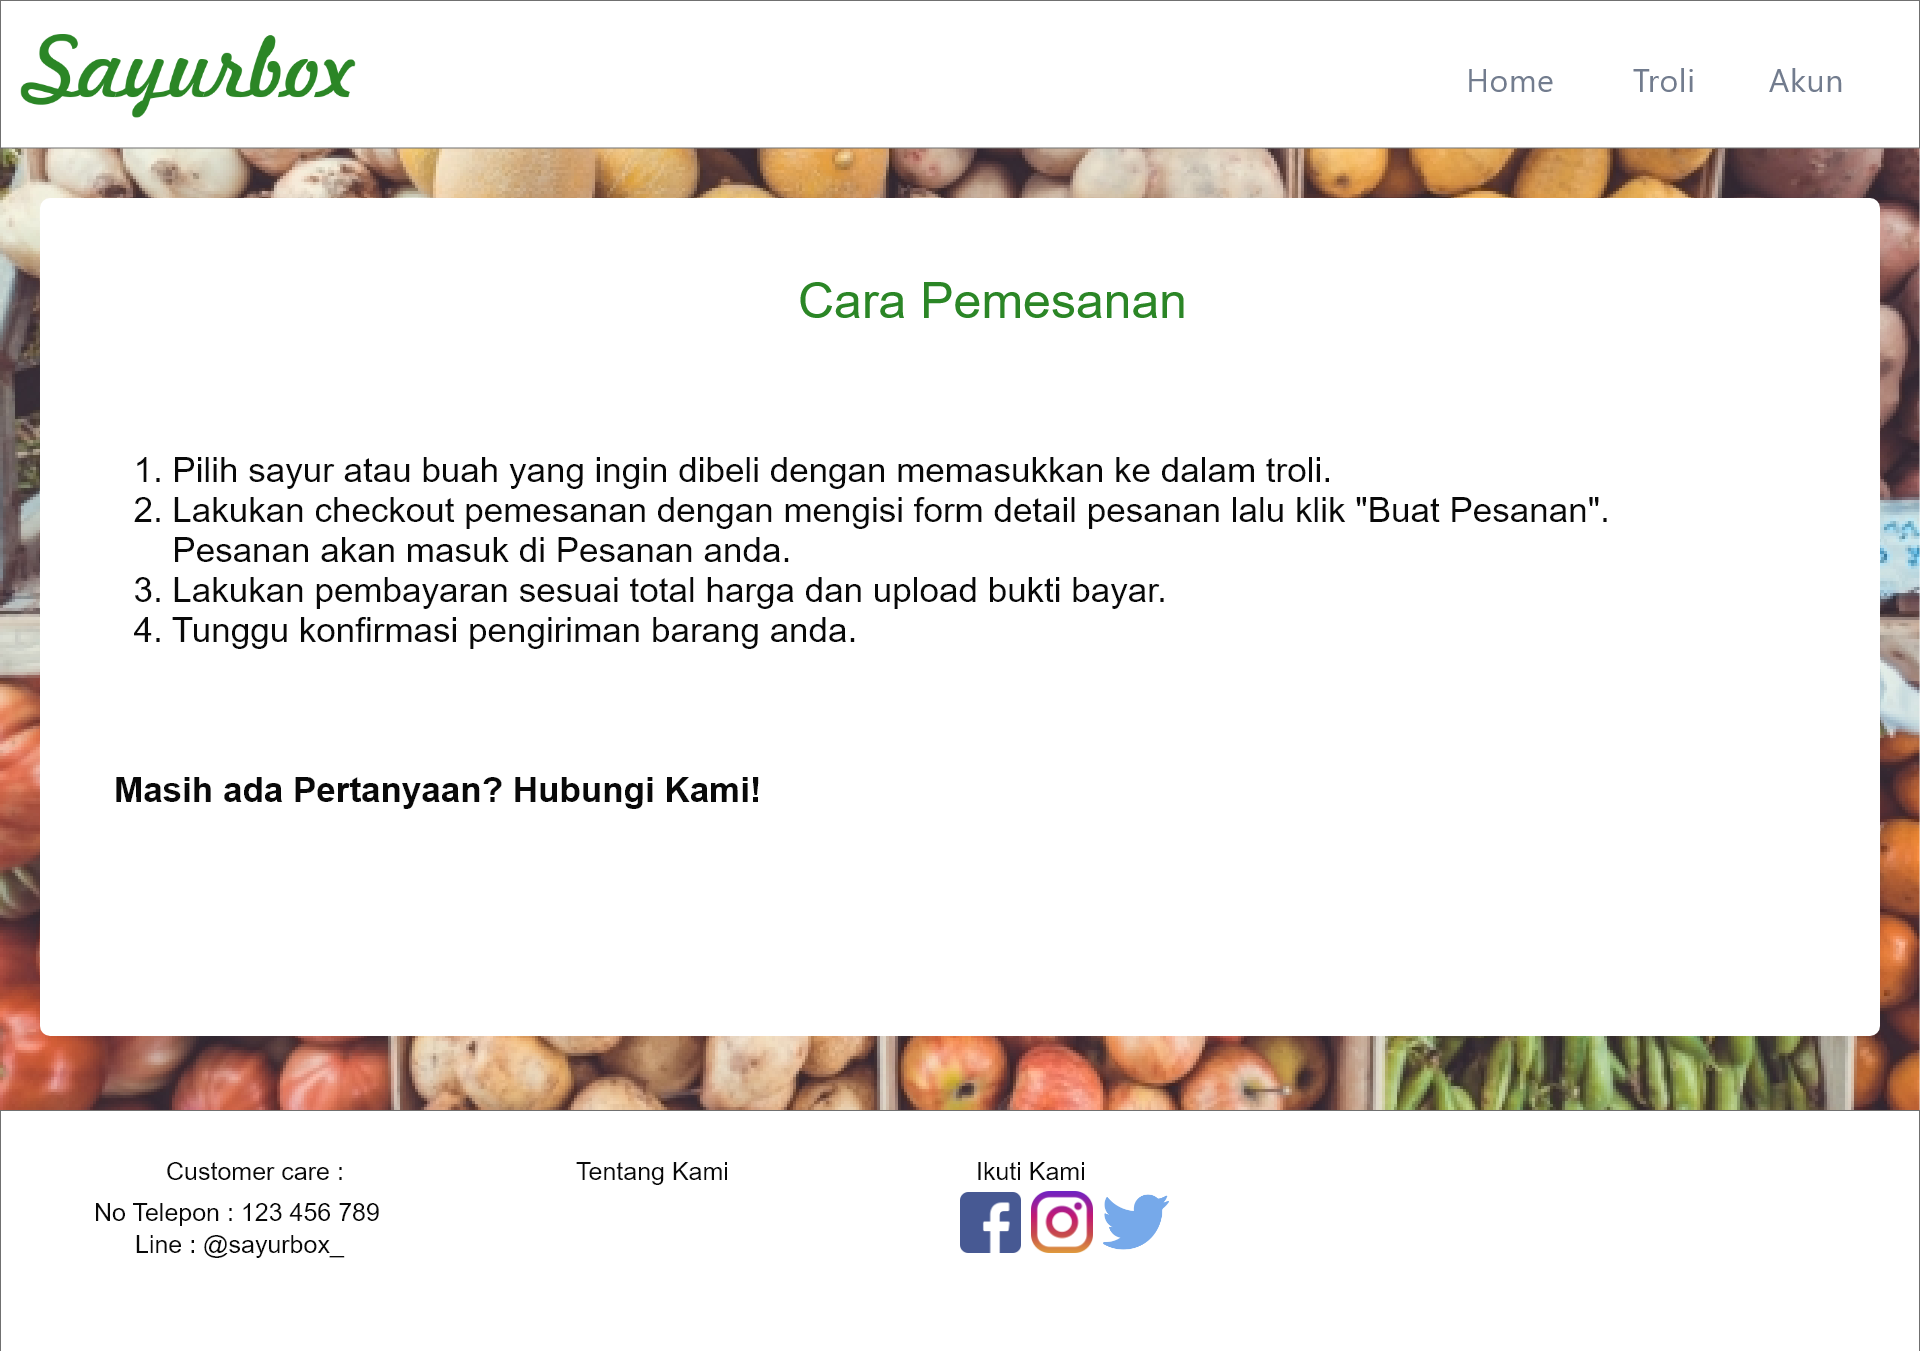 Sayurbox
Home Troli Akun
Cara Pemesanan
1. Pilih sayur atau buah yang ingin dibeli dengan memasukkan ke dalam troli.
2. Lakukan checkout pemesanan dengan mengisi form detail pesanan lalu klik "Buat Pesanan".
Pesanan akan masuk di Pesanan anda.
3. Lakukan pembayaran sesuai total harga dan upload bukti bayar.
4. Tunggu konfirmasi pengiriman barang anda.
Masih ada Pertanyaan? Hubungi Kami!
Customer care :
No Telepon : 123 456 789
Line : @sayurbox_
Tentang Kami
Ikuti Kami